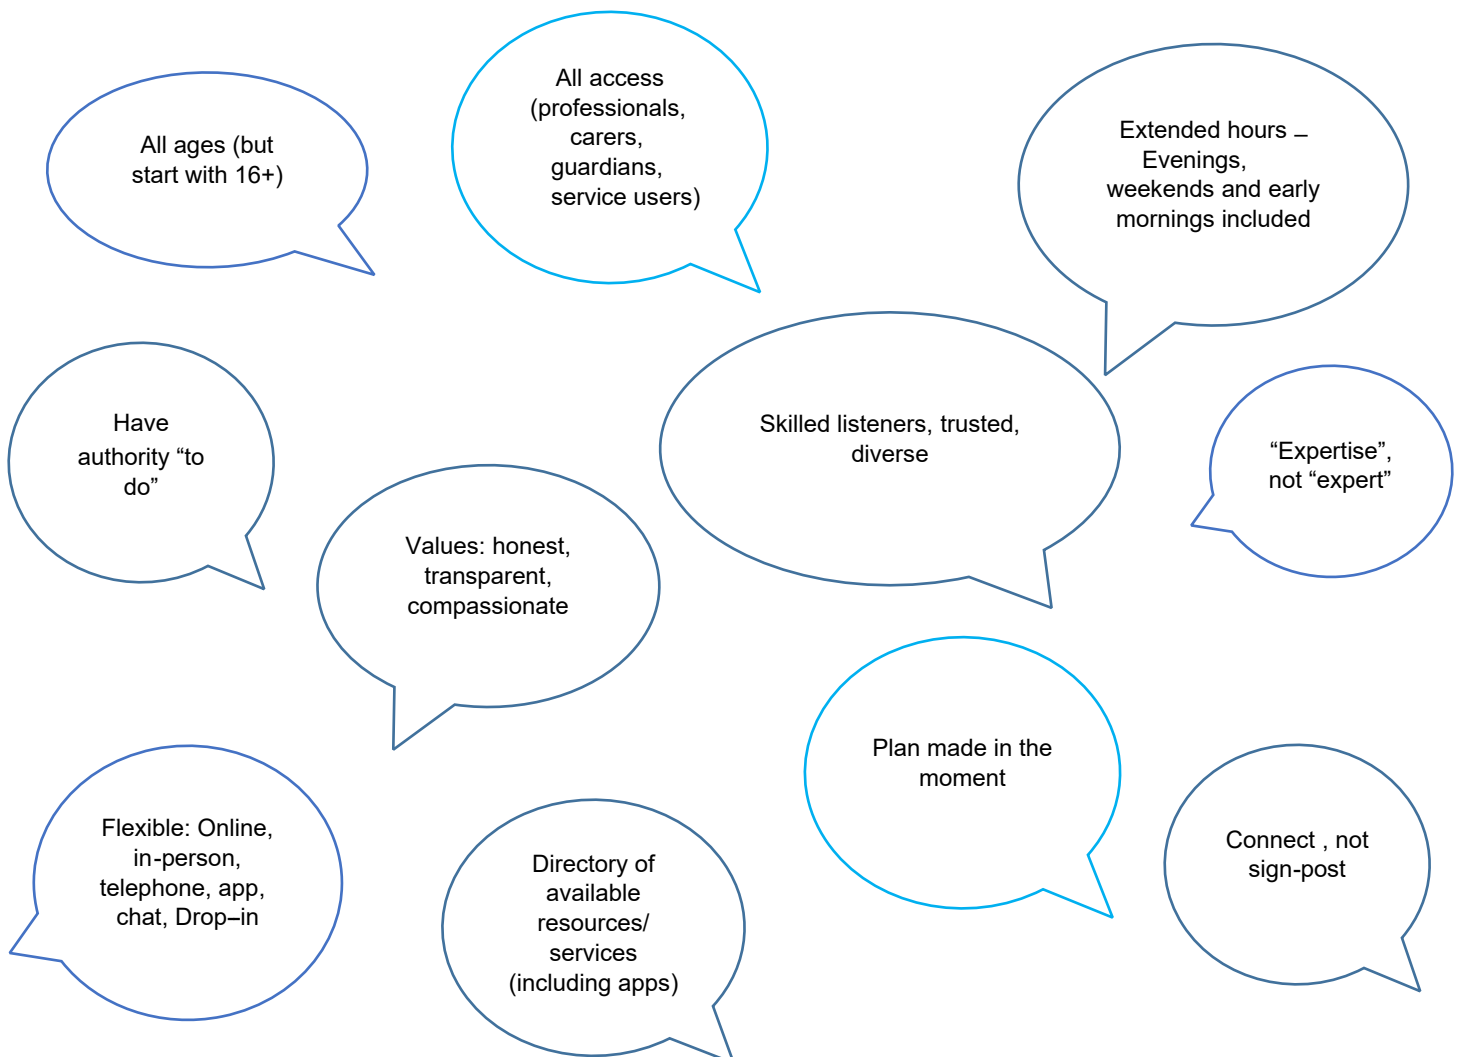 All ages (but
start with 16+)
All access
(professionals,
carers,
guardians,
service users)
Extended hours –
Evenings,
weekends and early
mornings included
Have
authority “to
do”
Values: honest,
transparent,
compassionate
Skilled listeners, trusted,
diverse
“Expertise”,
not “expert”
Flexible: Online,
in-person,
telephone, app,
chat, Drop–in
Directory of
available
resources/
services
(including apps)
Plan made in the
moment
Connect , not
sign-post